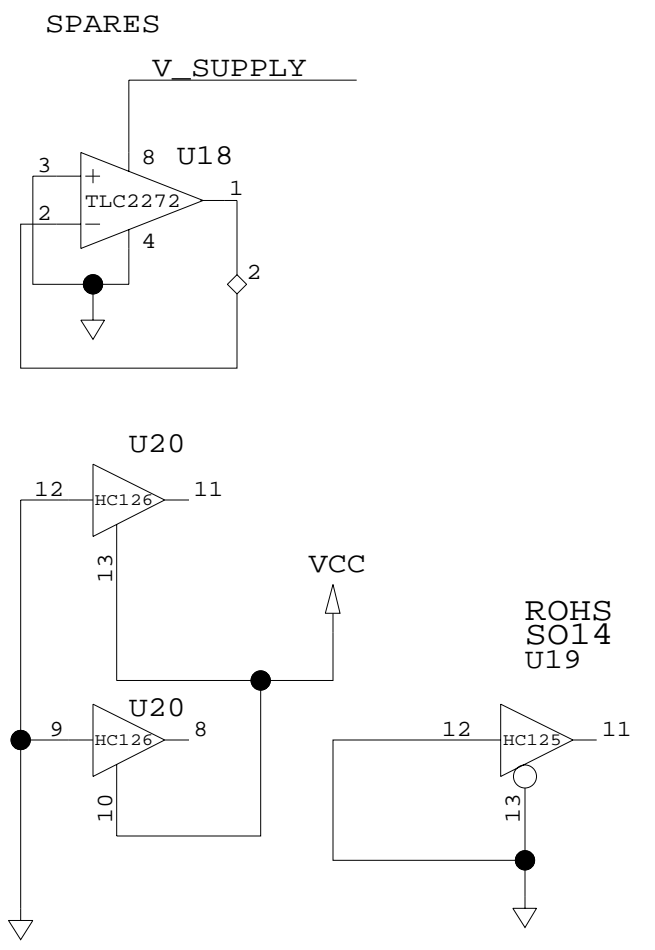 SPARES
V_SUPPLY
3
8
U18
+
TLC2272
1
2
−
4
2
U20
12
HC126
11
13
VCC
ROHS
SO14
U19
U20
9
HC126
8
10
12
HC125
11
13